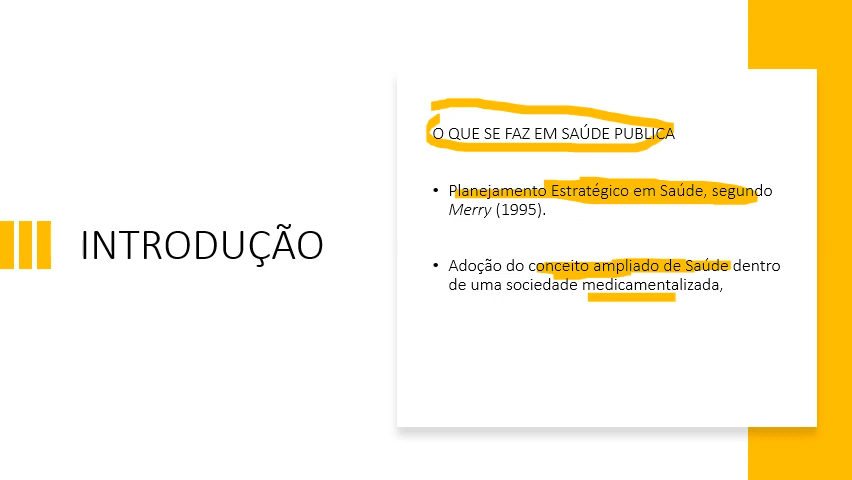 INTRODUÇÃO
O QUE SE FAZ EM SAÚDE PUBLICA
• Planejamento Estratégico em Saúde, segundo
Merry (1995).
• Adoção do conceito ampliado de Saúde dentro
de uma sociedade medicamentalizada,